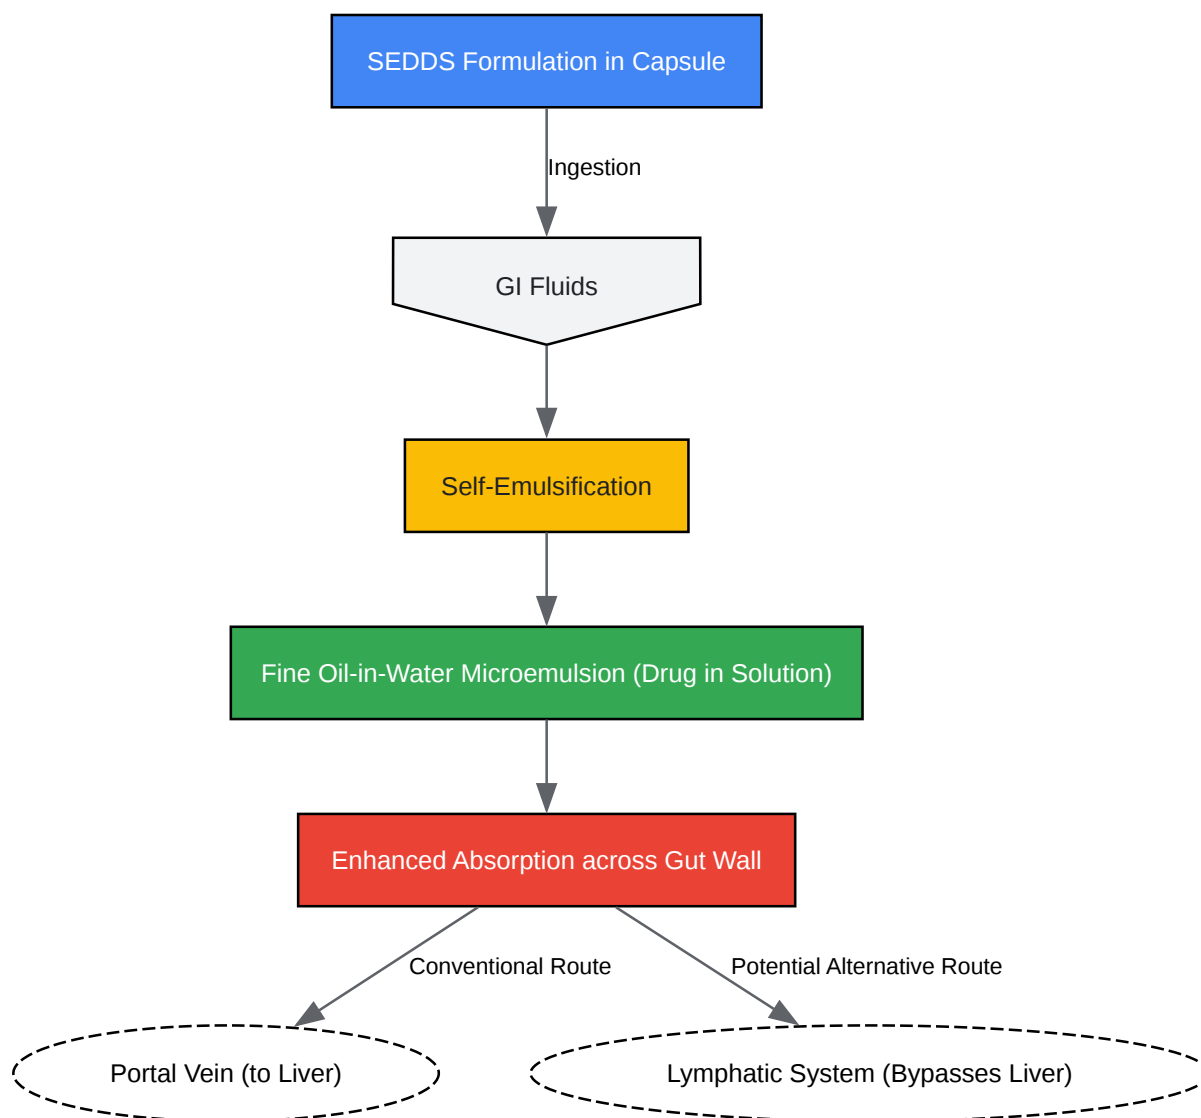 SEDDS Formulation in Capsule
Ingestion
GI Fluids
Self-Emulsification
Fine Oil-in-Water Microemulsion (Drug in Solution)
Enhanced Absorption across Gut Wall
Conventional Route
Potential Alternative Route
Portal Vein (to Liver)
Lymphatic System (Bypasses Liver)